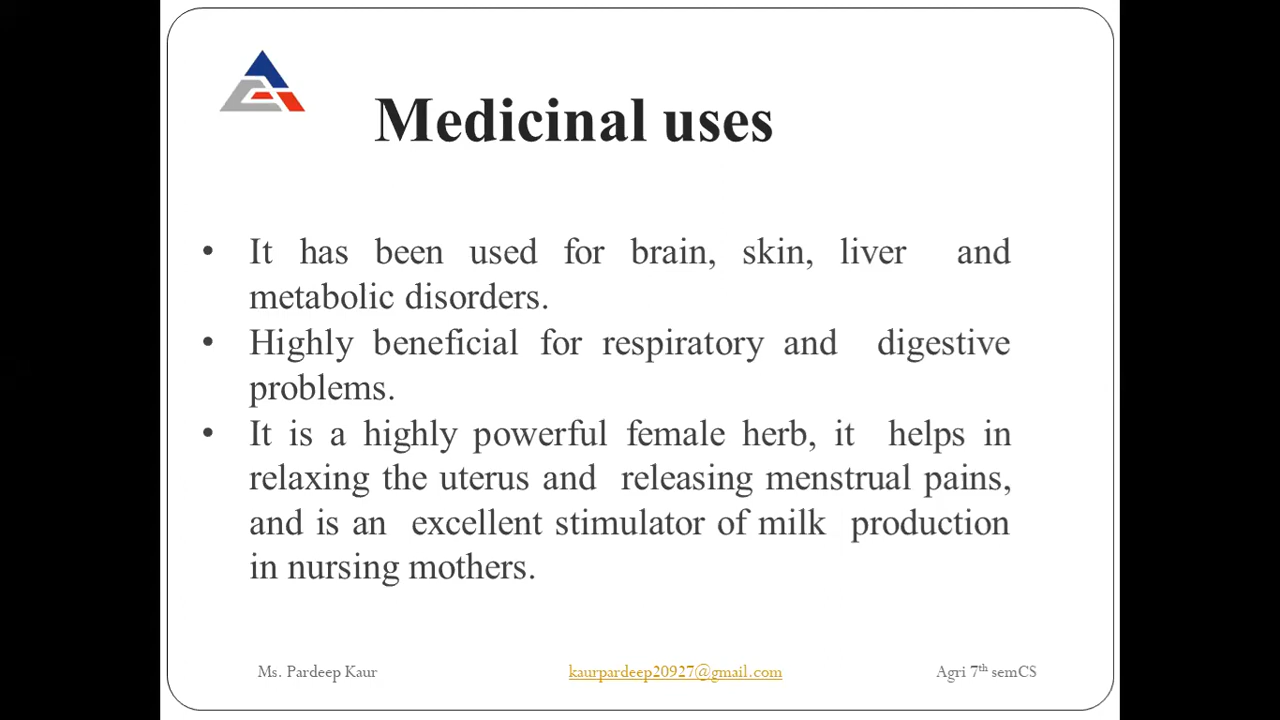 Medicinal uses
• It has been used for brain, skin, liver and
metabolic disorders.
• Highly beneficial for respiratory and digestive
problems.
• It is a highly powerful female herb, it helps in
relaxing the uterus and releasing menstrual pains,
and is an excellent stimulator of milk production
in nursing mothers.
Ms. Pardeep Kaur kaurpardeep20927@gmail.com Agri 7th semCS